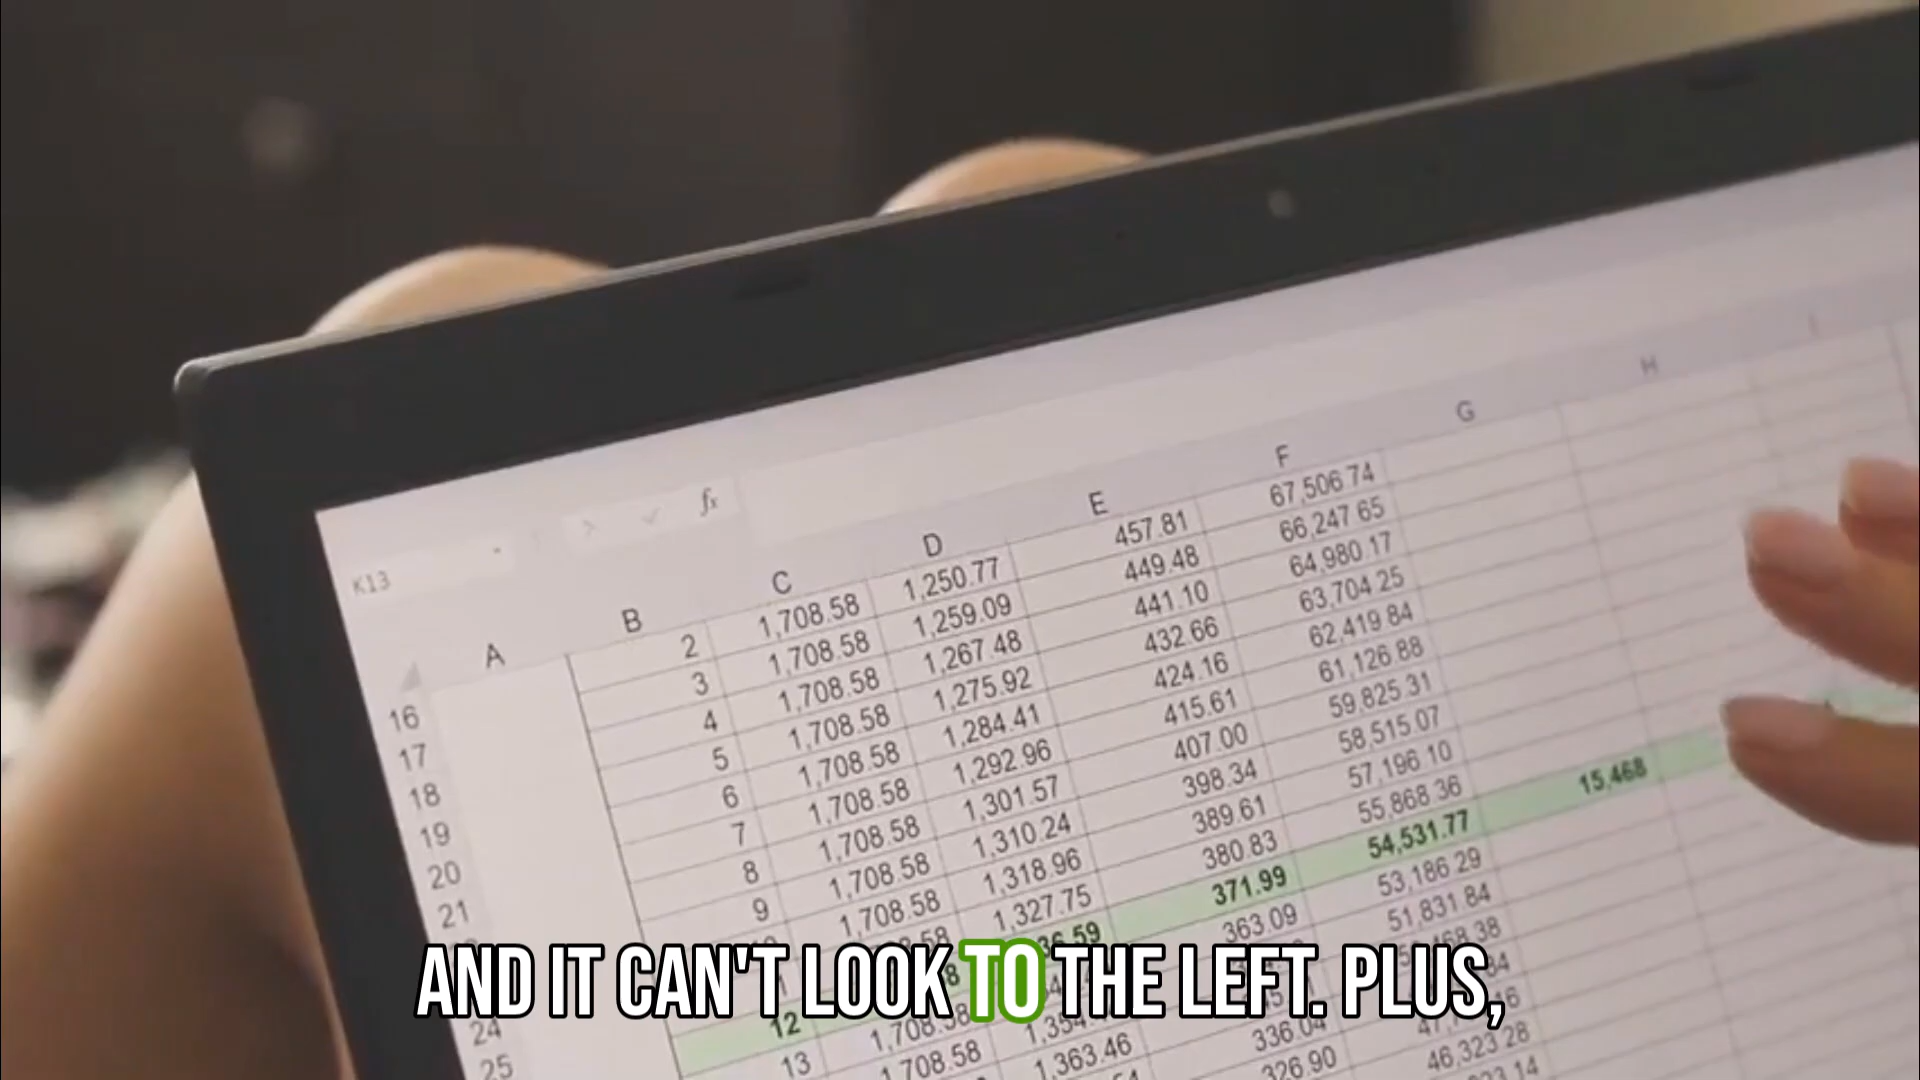 K13 fx
A B C D E F G H I
2 1,708.58 1,250.77 457.81 67,506.74
3 1,708.58 1,259.09 449.48 66,247.65
4 1,708.58 1,267.48 441.10 64,980.17
5 1,708.58 1,275.92 432.66 63,704.25
6 1,708.58 1,284.41 424.16 62,419.84
7 1,708.58 1,292.96 415.61 61,126.88
8 1,708.58 1,301.57 407.00 59,825.31
9 1,708.58 1,310.24 398.34 58,515.07
1,318.96 389.61 57,196.10
1,327.75 380.83 55,868.36
12 371.99 54,531.77 15,468
13 1,708.58 363.09 53,186.29
1,708.58 51,831.84
1,363.46 336.04
326.90 46,323.28
16
17
18
19
20
21
24
25
AND IT CAN'T LOOK TO THE LEFT. PLUS,